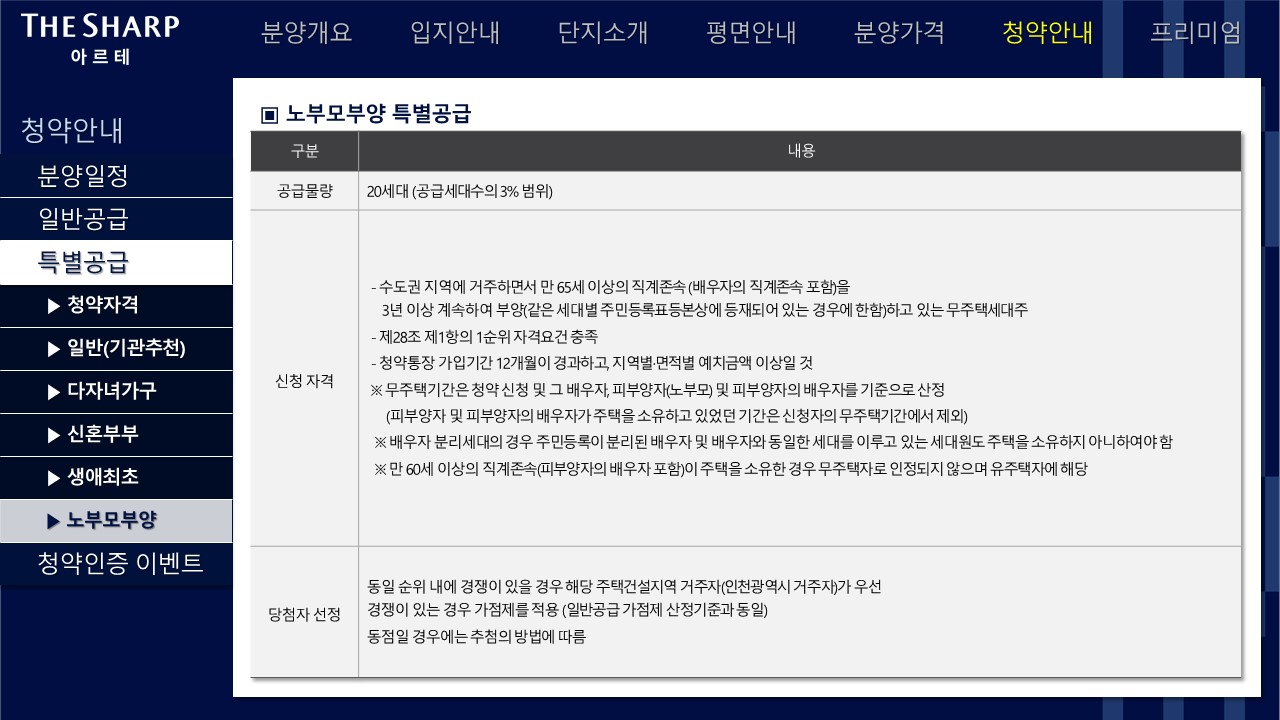 THE SHARP
아르테
분양개요 입지안내 단지소개 평면안내 분양가격 청약안내 프리미엄
청약안내
분양일정
일반공급
특별공급
▶ 청약자격
▶ 일반(기관추천)
▶ 다자녀가구
▶ 신혼부부
▶ 생애최초
▶ 노부모부양
청약인증 이벤트
▣ 노부모부양 특별공급
구분 내용
공급물량 20세대 (공급세대수의 3% 범위)
신청 자격
- 수도권 지역에 거주하면서 만 65세 이상의 직계존속 (배우자의 직계존속 포함)을
3년 이상 계속하여 부양(같은 세대별 주민등록표등본상에 등재되어 있는 경우에 한함)하고 있는 무주택세대주
- 제28조 제1항의 1순위 자격요건 충족
- 청약통장 가입기간 12개월이 경과하고, 지역별·면적별 예치금액 이상일 것
※ 무주택기간은 청약 신청 및 그 배우자, 피부양자(노부모) 및 피부양자의 배우자를 기준으로 산정
(피부양자 및 피부양자의 배우자가 주택을 소유하고 있었던 기간은 신청자의 무주택기간에서 제외)
※ 배우자 분리세대의 경우 주민등록이 분리된 배우자 및 배우자와 동일한 세대를 이루고 있는 세대원도 주택을 소유하지 아니하여야 함
※ 만 60세 이상의 직계존속(피부양자의 배우자 포함)이 주택을 소유한 경우 무주택자로 인정되지 않으며 유주택자에 해당
당첨자 선정
동일 순위 내에 경쟁이 있을 경우 해당 주택건설지역 거주자(인천광역시 거주자)가 우선
경쟁이 있는 경우 가점제를 적용 (일반공급 가점제 산정기준과 동일)
동점일 경우에는 추첨의 방법에 따름